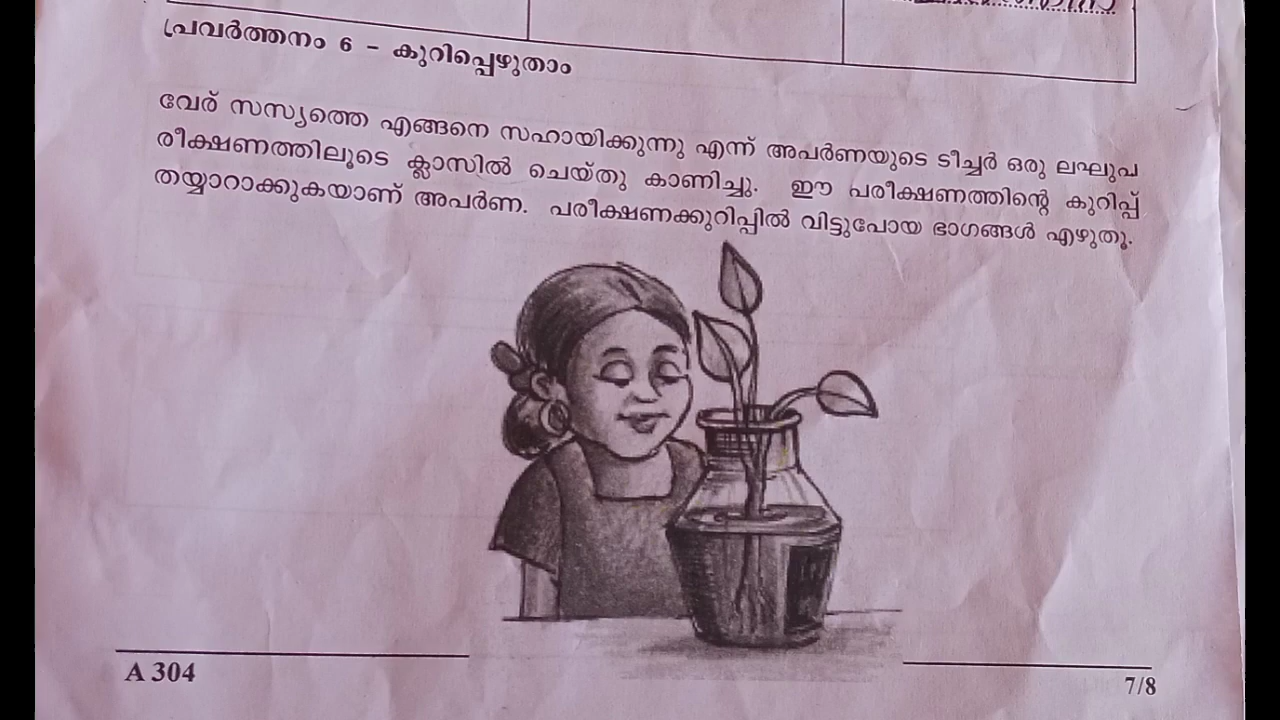 പ്രവർത്തനം 6 – കുറിപ്പെഴുതാം
വേര് സസ്യത്തെ എങ്ങനെ സഹായിക്കുന്നു എന്ന് അപർണയുടെ ടീച്ചർ ഒരു ലഘുപ
രീക്ഷണത്തിലൂടെ ക്ലാസിൽ ചെയ്തു കാണിച്ചു. ഈ പരീക്ഷണത്തിന്റെ കുറിപ്പ്
തയ്യാറാക്കുകയാണ് അപർണ. പരീക്ഷണക്കുറിപ്പിൽ വിട്ടുപോയ ഭാഗങ്ങൾ എഴുതൂ.
A 304
7/8